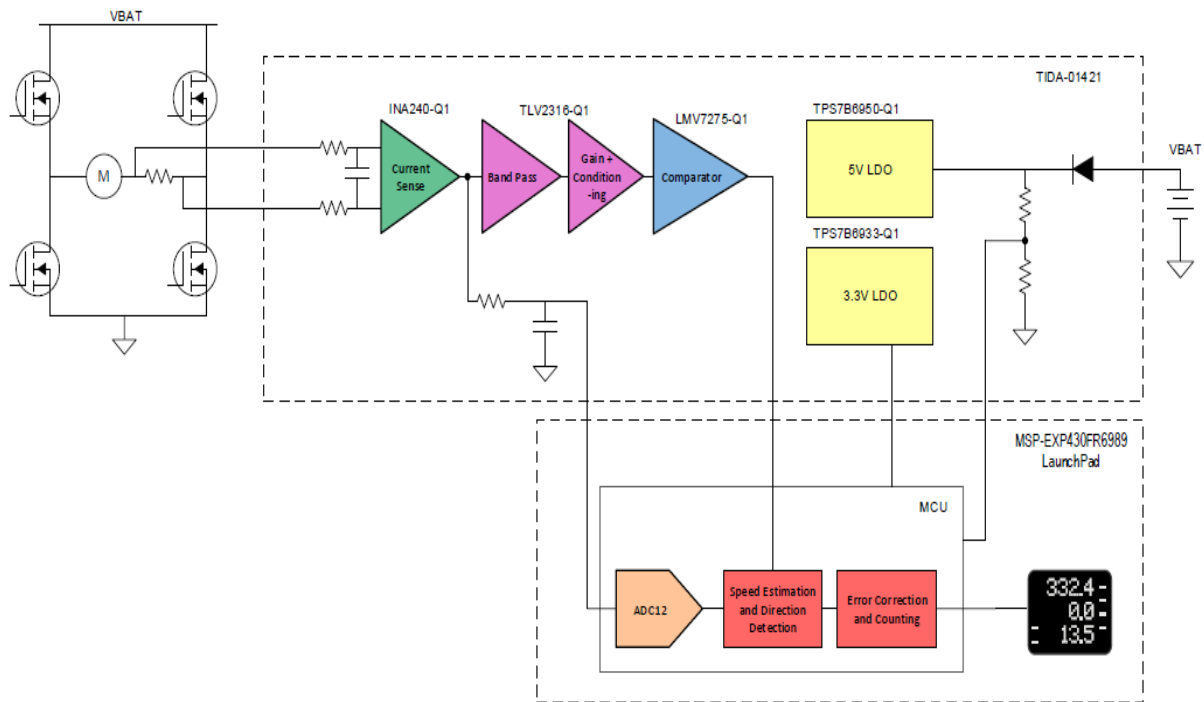 VBAT
TIDA-01421
INA240-Q1
TLV2316-Q1
LMV7275-Q1
TPS7B6950-Q1
VBAT
M
Current
Sense
Band Pass
Gain +
Condition
-ing
Comparator
5V LDO
TPS7B6933-Q1
3.3V LDO
MSP-EXP430FR6989
LaunchPad
MCU
ADC12
Speed Estimation
and Direction
Detection
Error Correction
and Counting
332.4
0.0
13.5